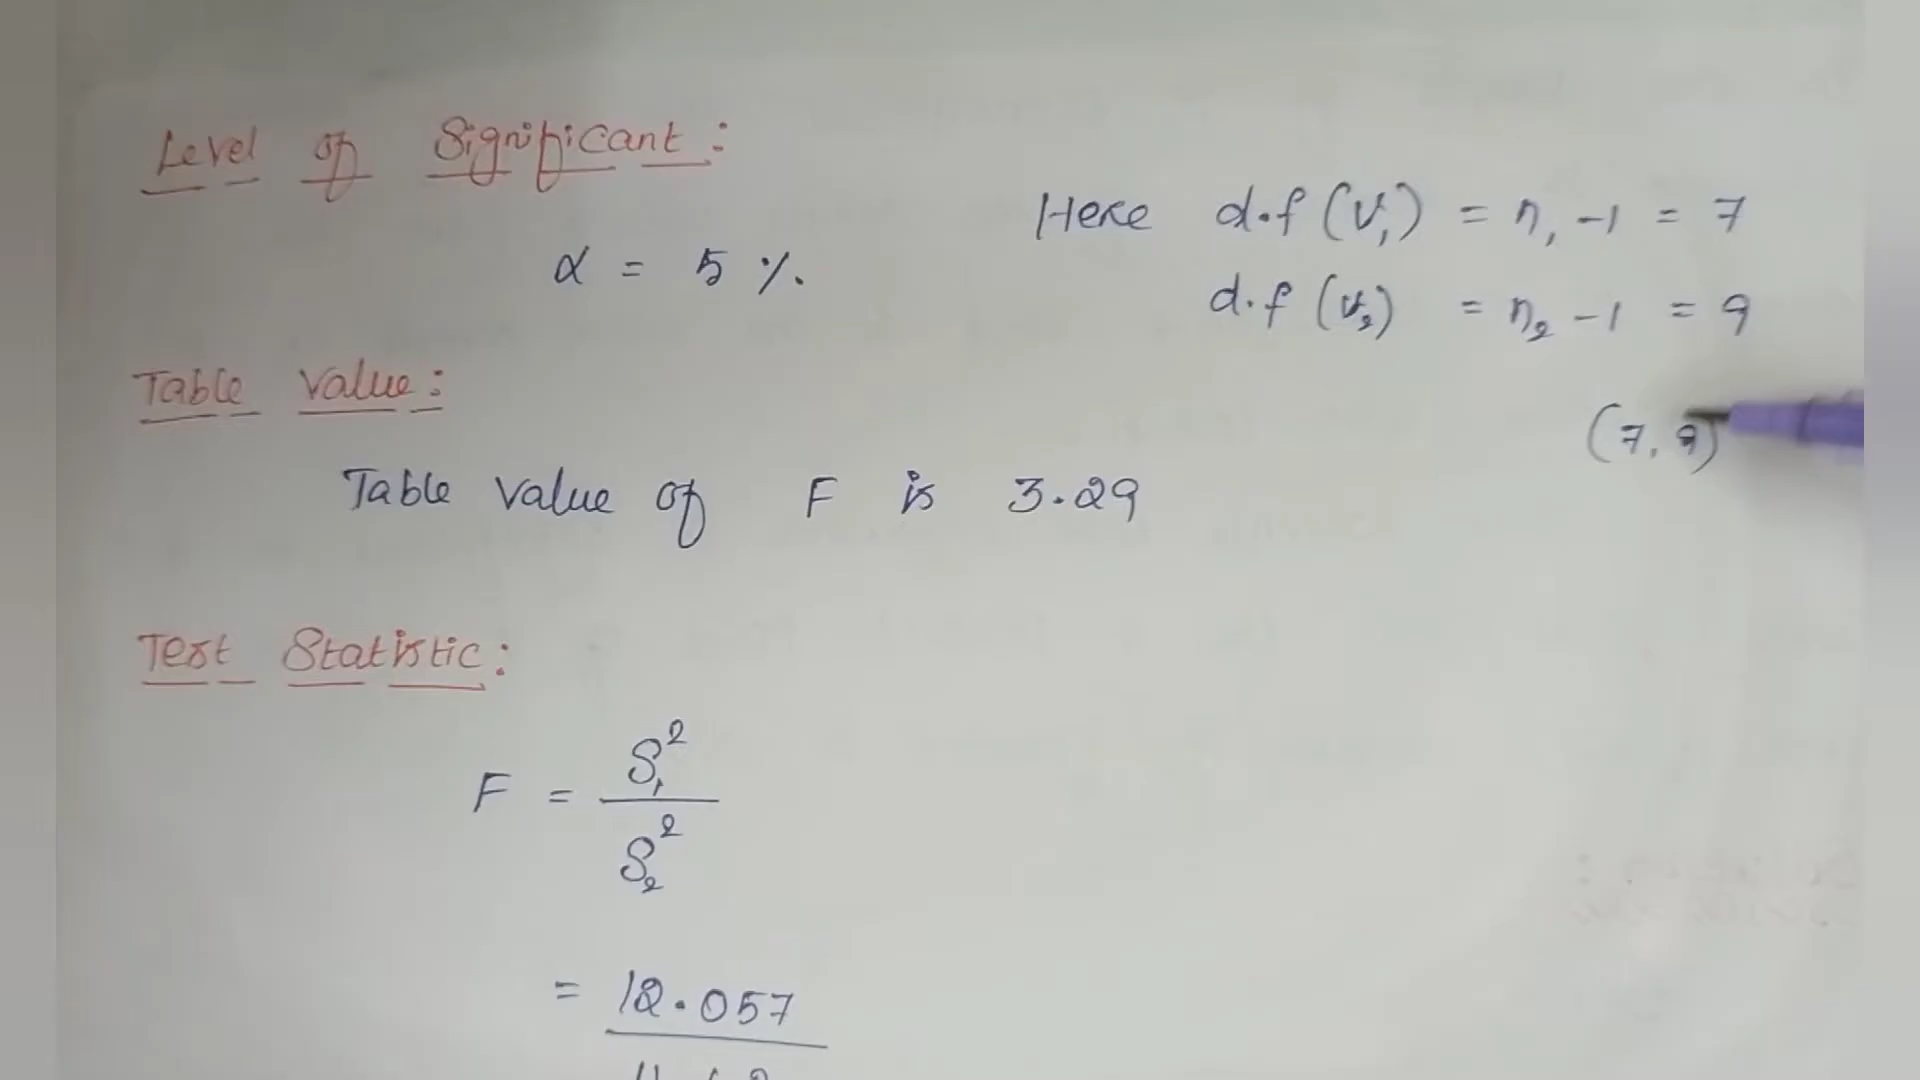 Level of Significant:
α = 5 %.
Here d.f (V₁) = n₁ -1 = 7
d.f (V₂) = n₂ -1 = 9
Table Value:
(7, 9)
Table Value of F is 3.29
Test Statistic:
F = S₁² / S₂²
= 12.057